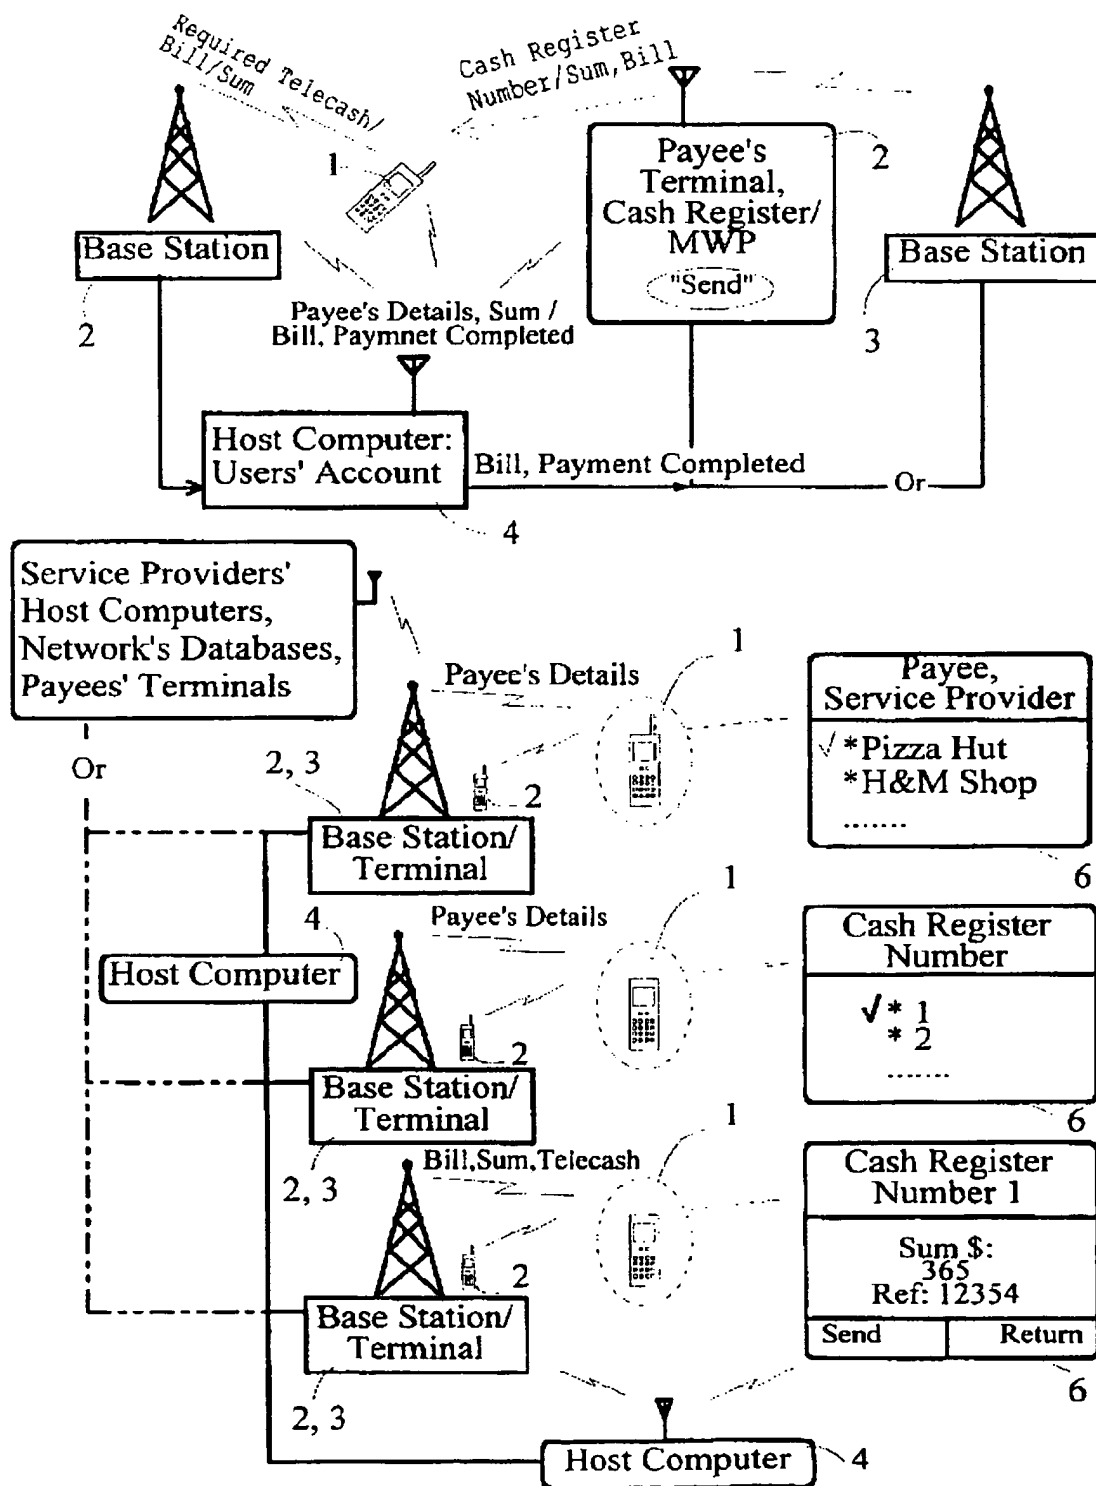 Required Telecash/
Bill/Sum
Cash Register
Number/Sum,Bill
1
Payee's
Terminal,
Cash Register/
MWP
"Send"
2
Base Station
2
Base Station
3
Payee's Details, Sum /
Bill, Paymnet Completed
Host Computer:
Users' Account
Bill, Payment Completed
Or
4
Service Providers'
Host Computers,
Network's Databases,
Payees' Terminals
Or
Payee's Details
1
Payee,
Service Provider
✓ *Pizza Hut
*H&M Shop
.......
6
2, 3
2
Base Station/
Terminal
4
Host Computer
Payee's Details
1
Cash Register
Number
✓* 1
* 2
.......
6
2
Base Station/
Terminal
2, 3
Bill,Sum,Telecash
1
Cash Register
Number 1
Sum $:
365
Ref: 12354
Send
Return
6
2
Base Station/
Terminal
2, 3
Host Computer
4